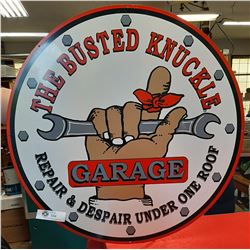 THE BUSTED KNUCKLE
GARAGE
REPAIR & DESPAIR UNDER ONE ROOF